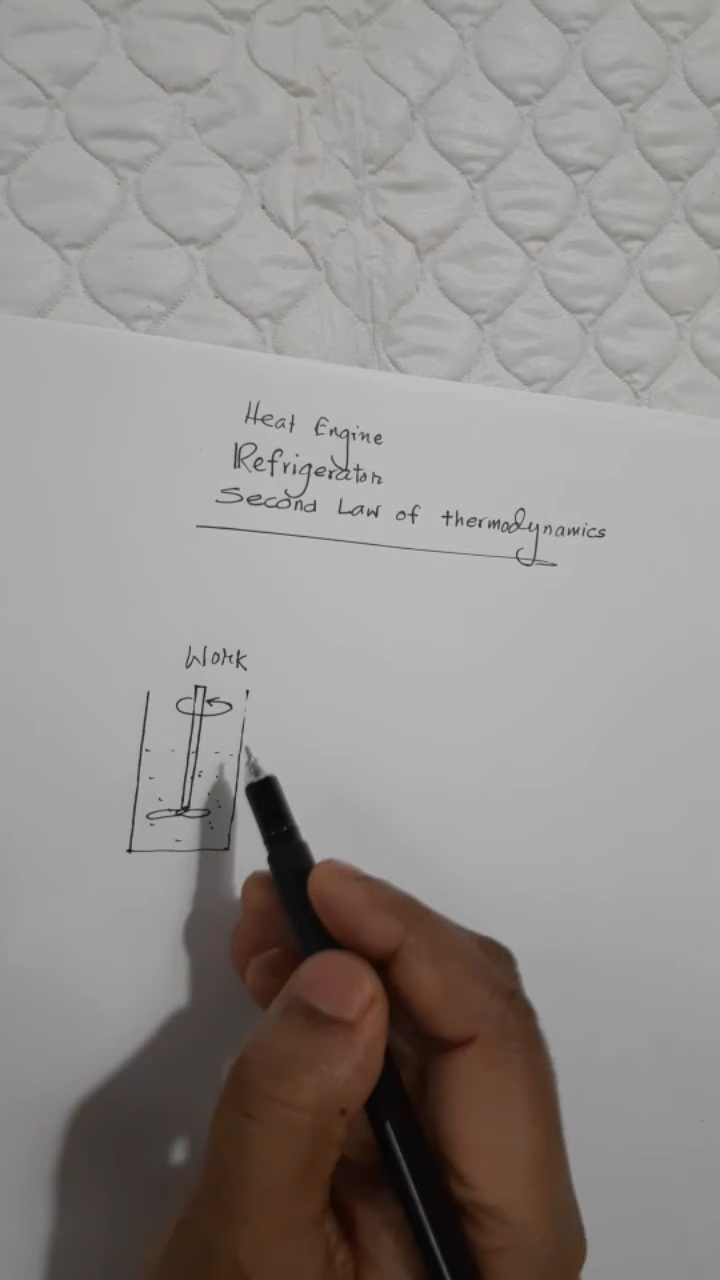 Heat Engine
Refrigerator
Second Law of thermodynamics
Work